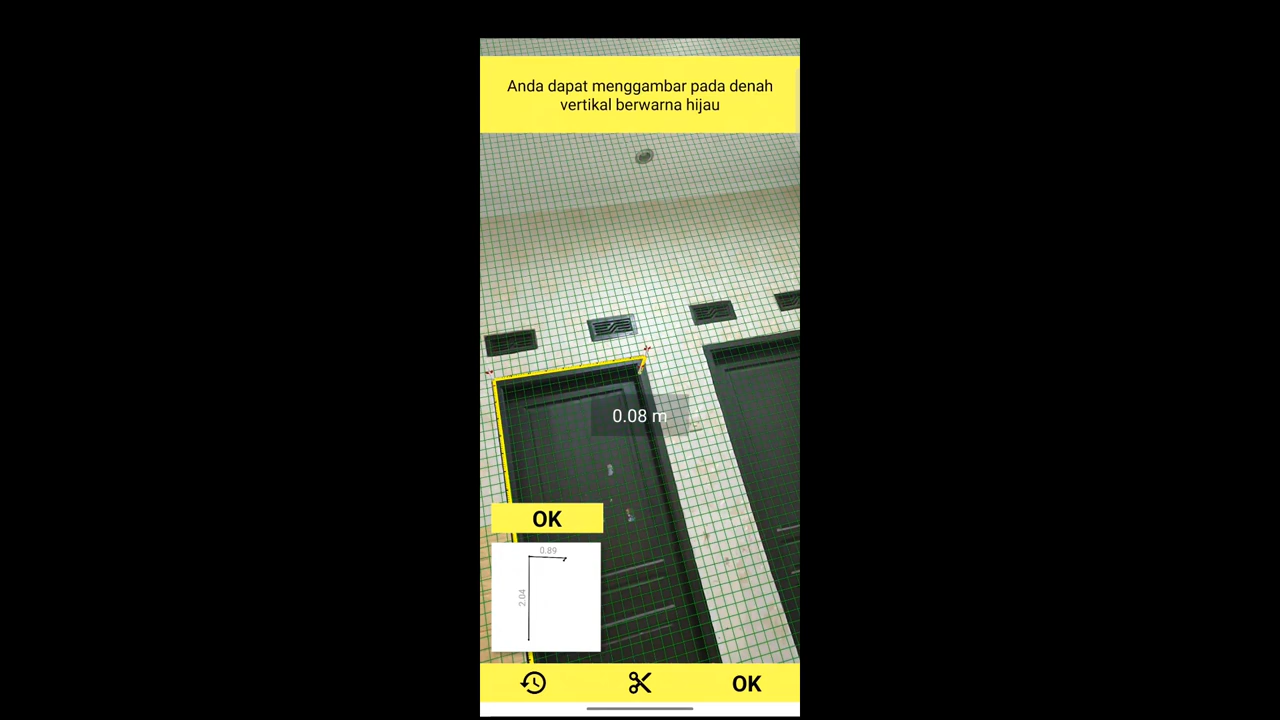 Anda dapat menggambar pada denah
vertikal berwarna hijau
0.08 m
OK
0.89
2.04
OK